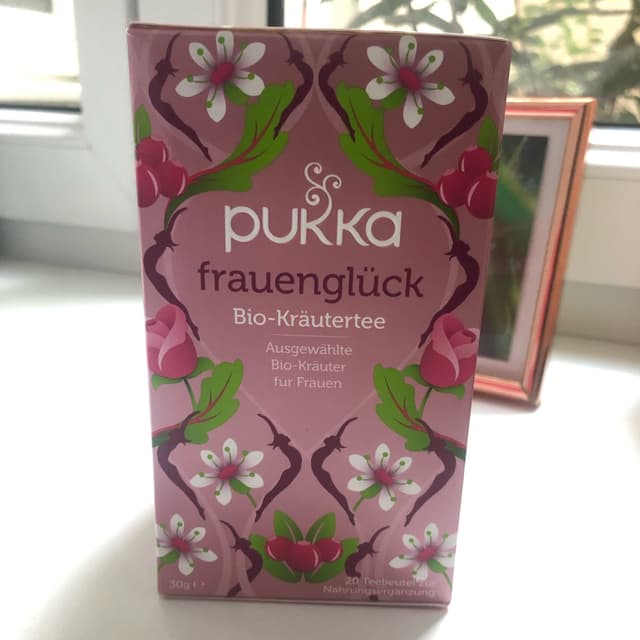 pukka
frauenglück
Bio-Kräutertee
Ausgewählte
Bio-Kräuter
für Frauen
30g ℮
20 Teebeutel zur
Nahrungsergänzung